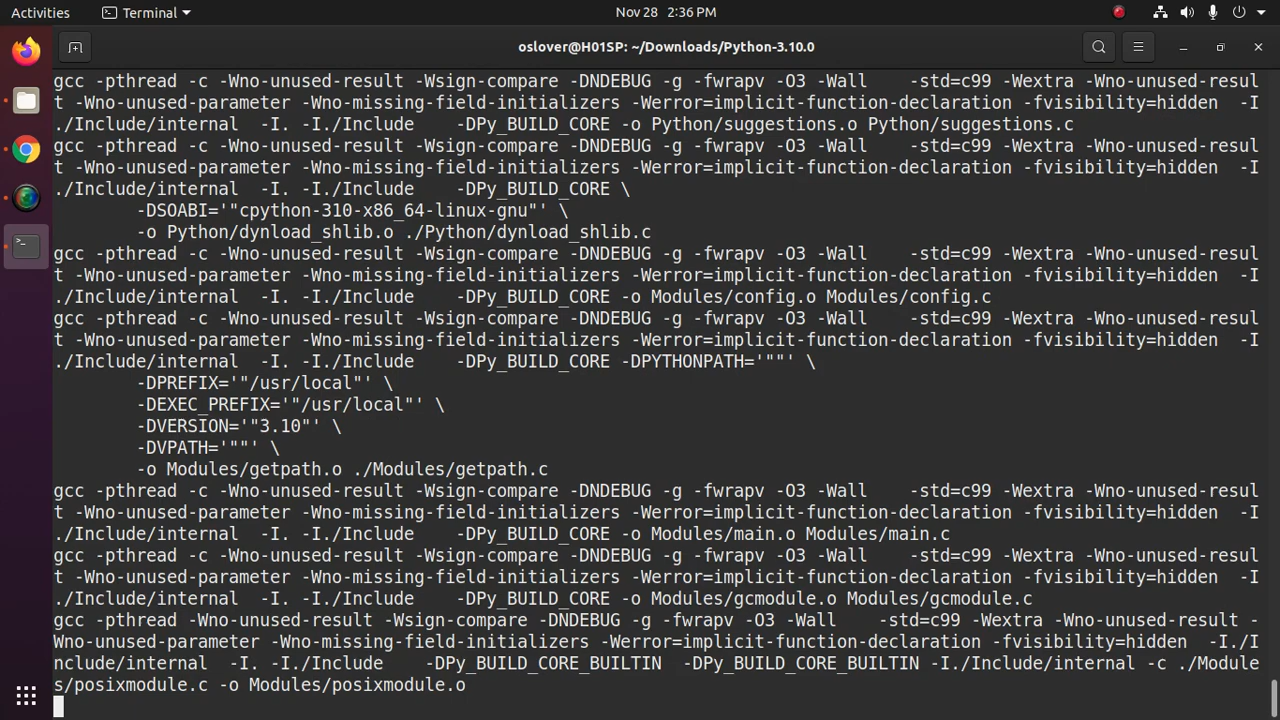 Activities
Terminal
Nov 28 2:36 PM
oslover@H01SP: ~/Downloads/Python-3.10.0
gcc -pthread -c -Wno-unused-result -Wsign-compare -DNDEBUG -g -fwrapv -O3 -Wall    -std=c99 -Wextra -Wno-unused-resul
t -Wno-unused-parameter -Wno-missing-field-initializers -Werror=implicit-function-declaration -fvisibility=hidden  -I
./Include/internal  -I. -I./Include    -DPy_BUILD_CORE -o Python/suggestions.o Python/suggestions.c
gcc -pthread -c -Wno-unused-result -Wsign-compare -DNDEBUG -g -fwrapv -O3 -Wall    -std=c99 -Wextra -Wno-unused-resul
t -Wno-unused-parameter -Wno-missing-field-initializers -Werror=implicit-function-declaration -fvisibility=hidden  -I
./Include/internal  -I. -I./Include    -DPy_BUILD_CORE \
        -DSOABI='"cpython-310-x86_64-linux-gnu"' \
        -o Python/dynload_shlib.o ./Python/dynload_shlib.c
gcc -pthread -c -Wno-unused-result -Wsign-compare -DNDEBUG -g -fwrapv -O3 -Wall    -std=c99 -Wextra -Wno-unused-resul
t -Wno-unused-parameter -Wno-missing-field-initializers -Werror=implicit-function-declaration -fvisibility=hidden  -I
./Include/internal  -I. -I./Include    -DPy_BUILD_CORE -o Modules/config.o Modules/config.c
gcc -pthread -c -Wno-unused-result -Wsign-compare -DNDEBUG -g -fwrapv -O3 -Wall    -std=c99 -Wextra -Wno-unused-resul
t -Wno-unused-parameter -Wno-missing-field-initializers -Werror=implicit-function-declaration -fvisibility=hidden  -I
./Include/internal  -I. -I./Include    -DPy_BUILD_CORE -DPYTHONPATH='""' \
        -DPREFIX='"/usr/local"' \
        -DEXEC_PREFIX='"/usr/local"' \
        -DVERSION='"3.10"' \
        -DVPATH='""' \
        -o Modules/getpath.o ./Modules/getpath.c
gcc -pthread -c -Wno-unused-result -Wsign-compare -DNDEBUG -g -fwrapv -O3 -Wall    -std=c99 -Wextra -Wno-unused-resul
t -Wno-unused-parameter -Wno-missing-field-initializers -Werror=implicit-function-declaration -fvisibility=hidden  -I
./Include/internal  -I. -I./Include    -DPy_BUILD_CORE -o Modules/main.o Modules/main.c
gcc -pthread -c -Wno-unused-result -Wsign-compare -DNDEBUG -g -fwrapv -O3 -Wall    -std=c99 -Wextra -Wno-unused-resul
t -Wno-unused-parameter -Wno-missing-field-initializers -Werror=implicit-function-declaration -fvisibility=hidden  -I
./Include/internal  -I. -I./Include    -DPy_BUILD_CORE -o Modules/gcmodule.o Modules/gcmodule.c
gcc -pthread -Wno-unused-result -Wsign-compare -DNDEBUG -g -fwrapv -O3 -Wall    -std=c99 -Wextra -Wno-unused-result -
Wno-unused-parameter -Wno-missing-field-initializers -Werror=implicit-function-declaration -fvisibility=hidden  -I./I
nclude/internal  -I. -I./Include    -DPy_BUILD_CORE_BUILTIN  -DPy_BUILD_CORE_BUILTIN -I./Include/internal -c ./Module
s/posixmodule.c -o Modules/posixmodule.o